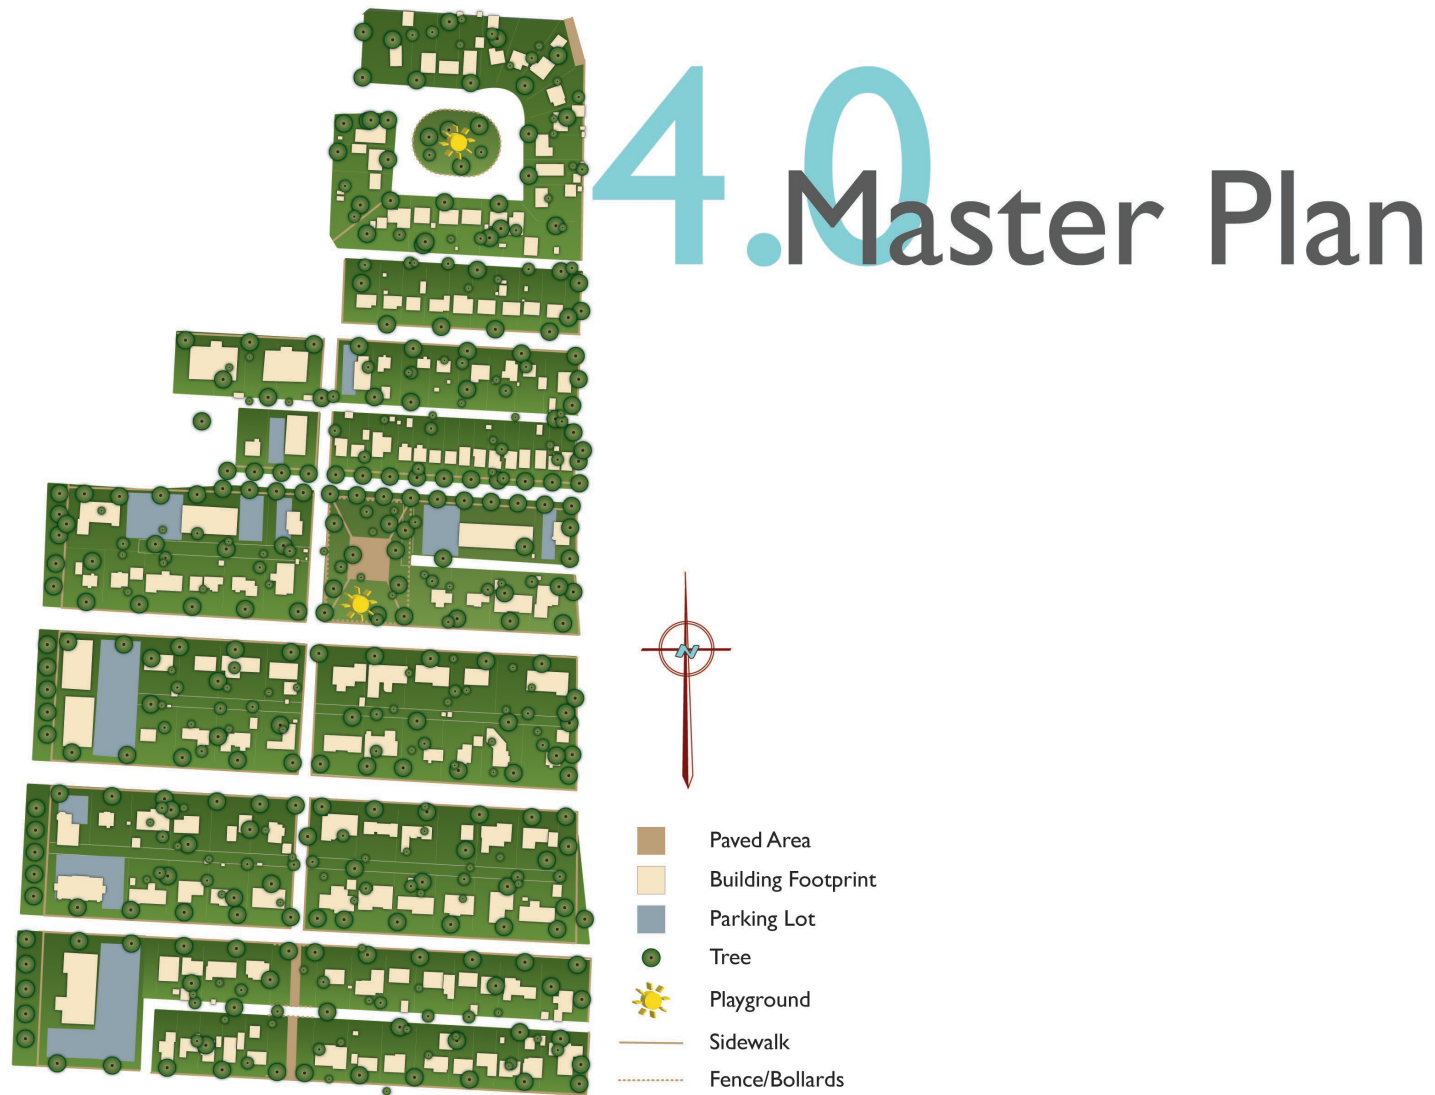 4.0
Master Plan
N
Paved Area
Building Footprint
Parking Lot
Tree
Playground
Sidewalk
Fence/Bollards